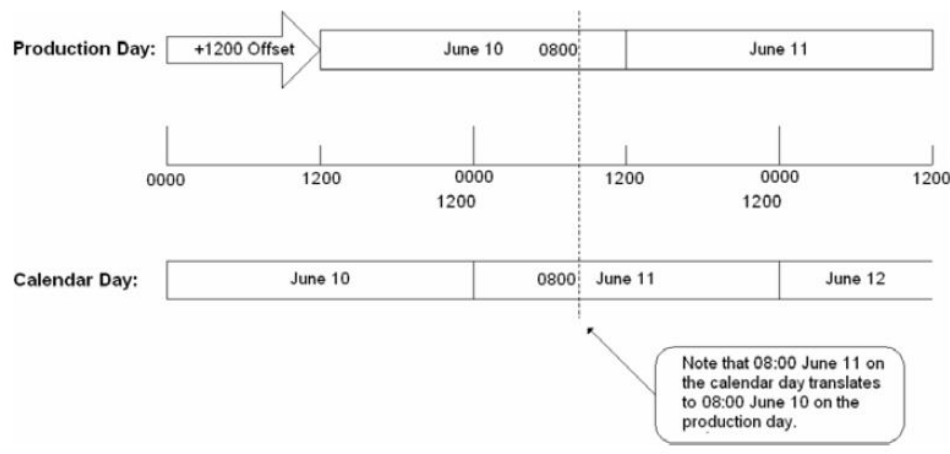 Production Day: +1200 Offset June 10 0800 June 11
0000 1200 0000 1200 0000 1200
1200 1200
Calendar Day: June 10 0800 June 11 June 12
Note that 08:00 June 11 on
the calendar day translates
to 08:00 June 10 on the
production day.